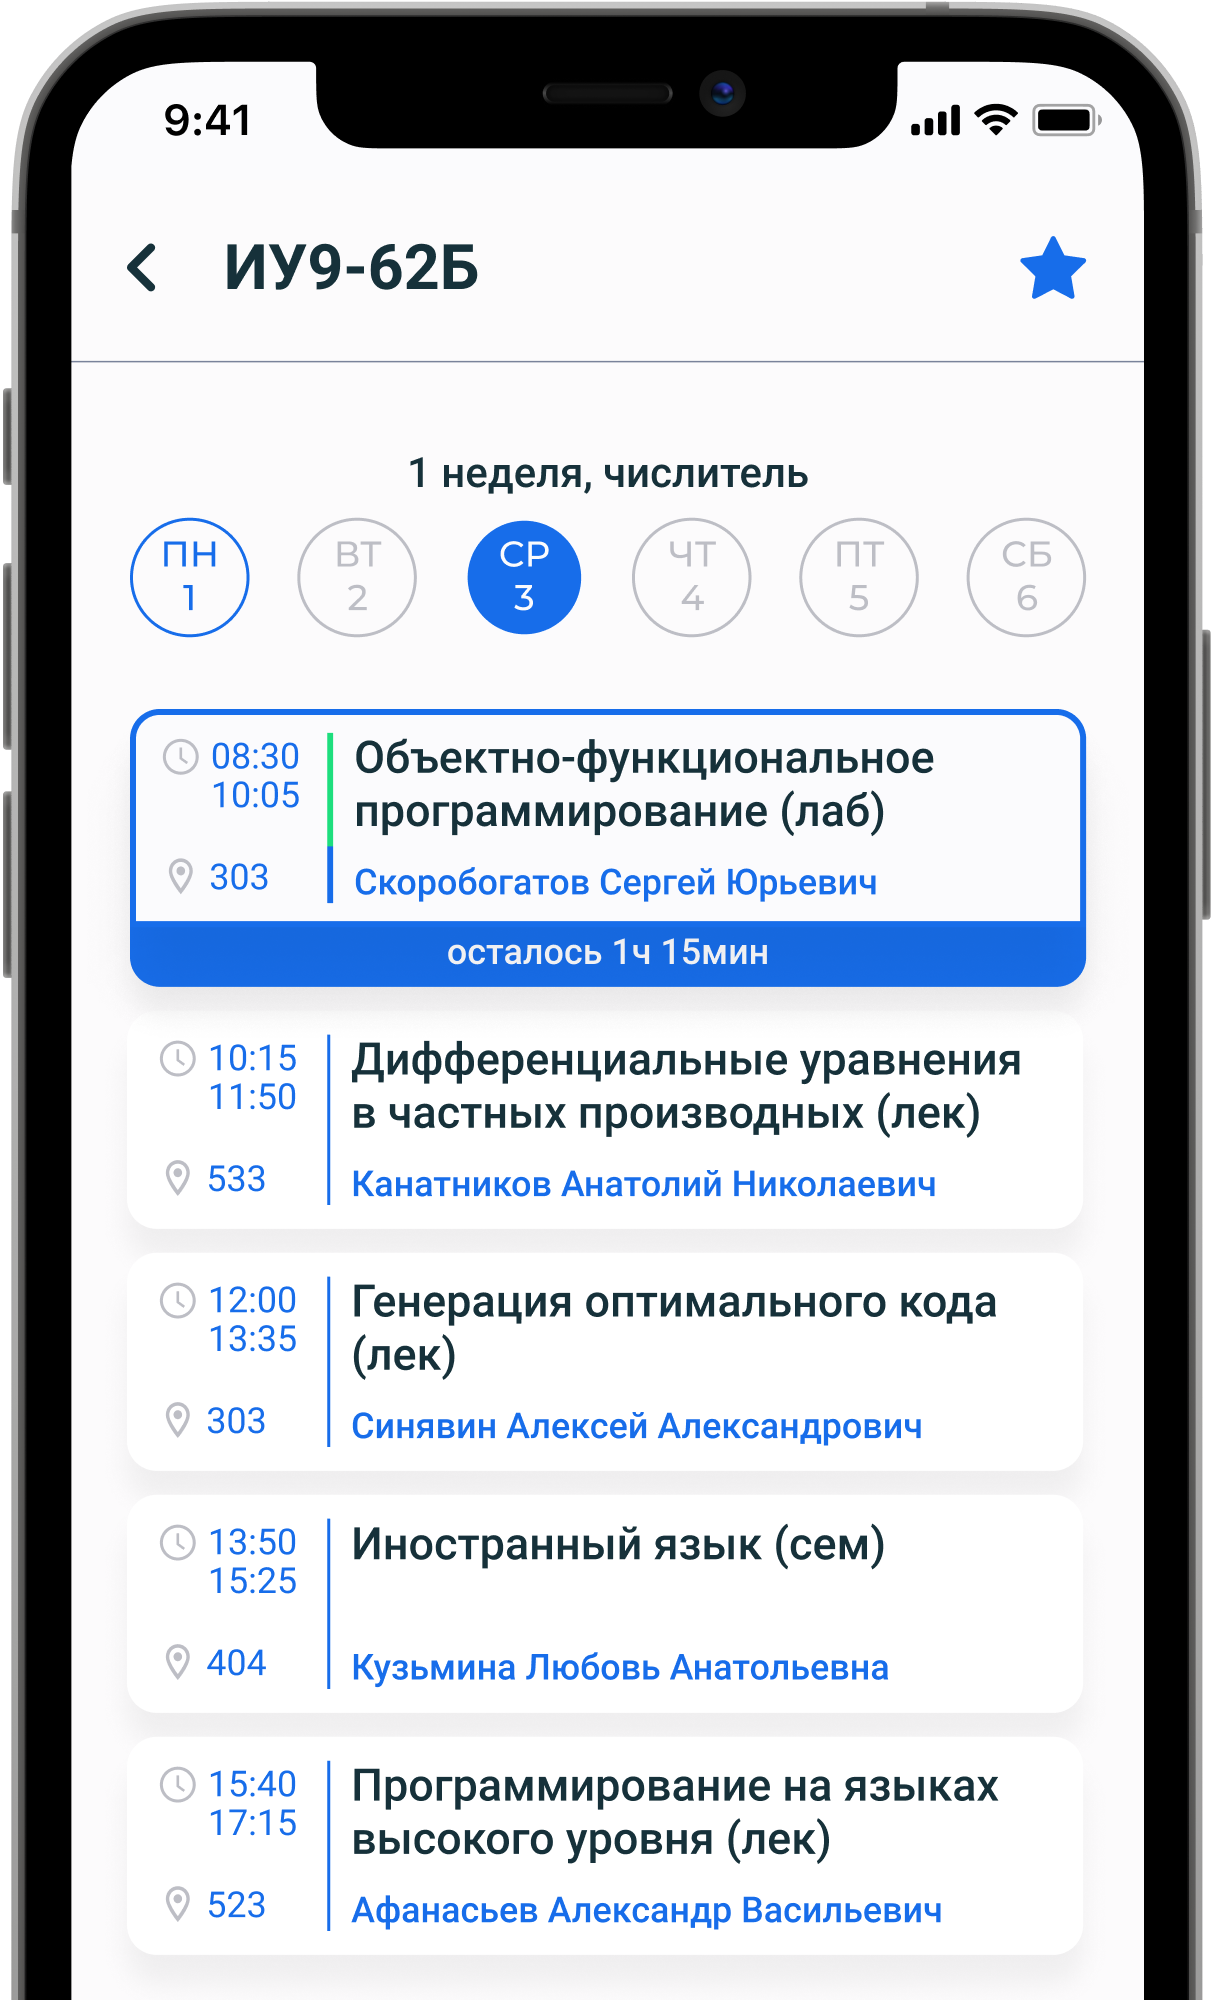 9:41
ИУ9-62Б
1 неделя, числитель
ПН ВТ СР ЧТ ПТ СБ
1 2 3 4 5 6
08:30
10:05
Объектно-функциональное
программирование (лаб)
303
Скоробогатов Сергей Юрьевич
осталось 1ч 15мин
10:15
11:50
Дифференциальные уравнения
в частных производных (лек)
533
Канатников Анатолий Николаевич
12:00
13:35
Генерация оптимального кода
(лек)
303
Синявин Алексей Александрович
13:50
15:25
Иностранный язык (сем)
404
Кузьмина Любовь Анатольевна
15:40
17:15
Программирование на языках
высокого уровня (лек)
523
Афанасьев Александр Васильевич